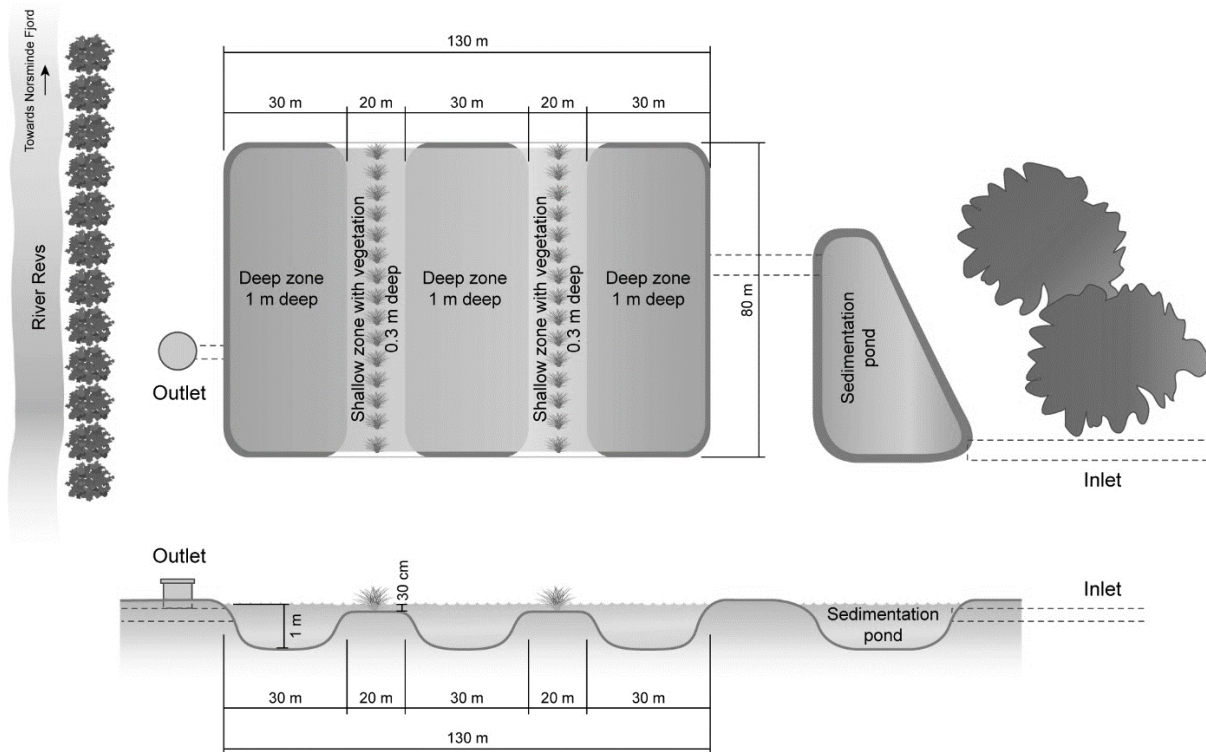 Towards Norsminde Fjord
River Revs
130 m
30 m
20 m
30 m
20 m
30 m
Deep zone
1 m deep
Shallow zone with vegetation
0.3 m deep
Deep zone
1 m deep
Shallow zone with vegetation
0.3 m deep
Deep zone
1 m deep
80 m
Sedimentation
pond
Outlet
Inlet
Outlet
30 cm
1 m
Sedimentation
pond
Inlet
30 m
20 m
30 m
20 m
30 m
130 m